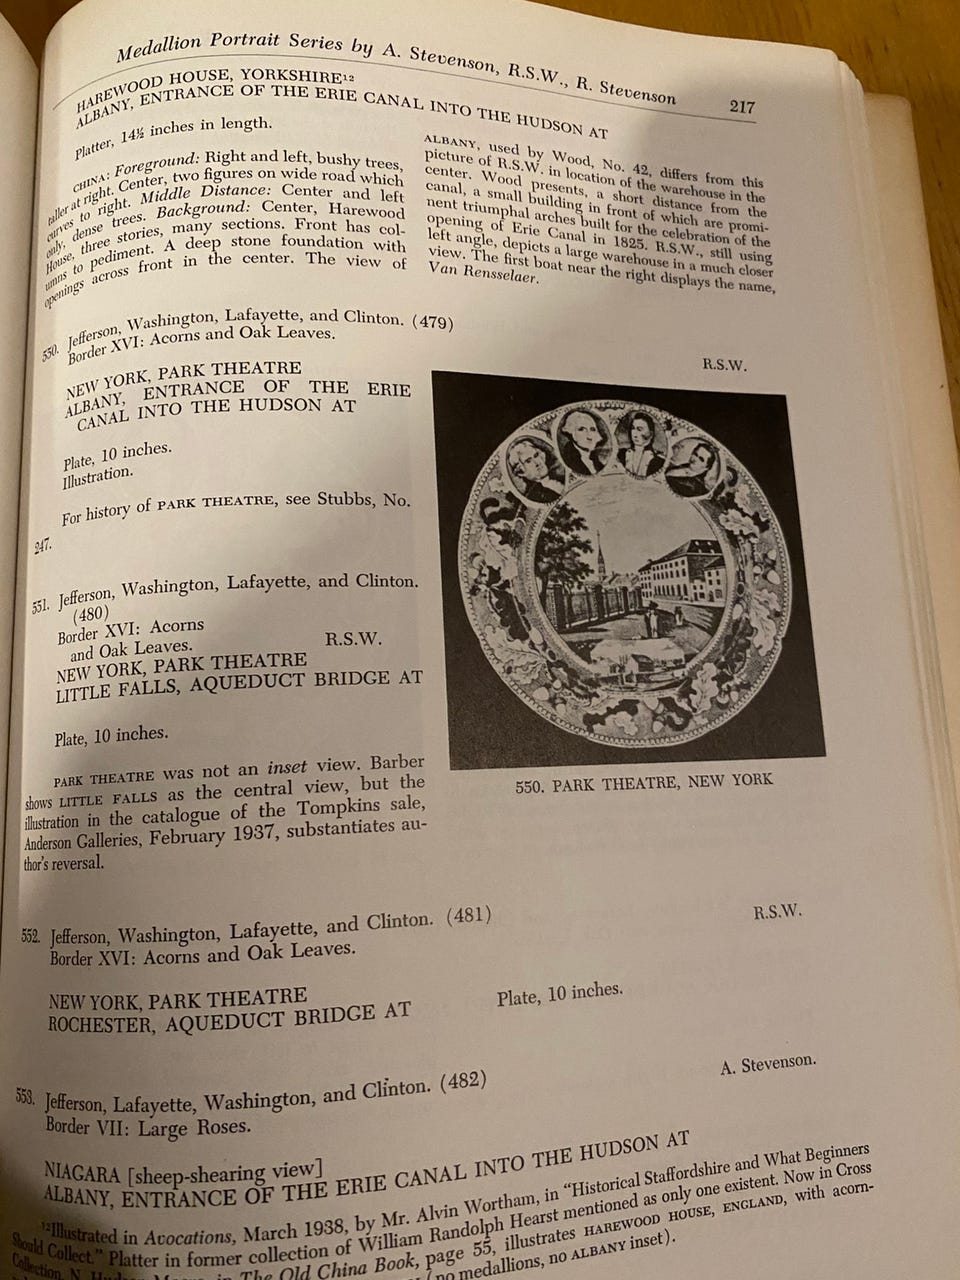 Medallion Portrait Series by A. Stevenson, R.S.W., R. Stevenson 217
HAREWOOD HOUSE, YORKSHIRE¹²
ALBANY, ENTRANCE OF THE ERIE CANAL INTO THE HUDSON AT
Platter, 14½ inches in length.
CHINA: Foreground: Right and left, bushy trees,
taller at right. Center, two figures on wide road which
curves to right. Middle Distance: Center and left
only, dense trees. Background: Center, Harewood
House, three stories, many sections. Front has col-
umns to pediment. A deep stone foundation with
openings across front in the center. The view of
ALBANY, used by Wood, No. 42, differs from this
picture of R.S.W. in location of the warehouse in the
center. Wood presents, a short distance from the
canal, a small building in front of which are promi-
nent triumphal arches built for the celebration of the
opening of Erie Canal in 1825. R.S.W., still using
left angle, depicts a large warehouse in a much closer
view. The first boat near the right displays the name,
Van Rensselaer.
550. Jefferson, Washington, Lafayette, and Clinton. (479)
Border XVI: Acorns and Oak Leaves.
R.S.W.
NEW YORK, PARK THEATRE
ALBANY, ENTRANCE OF THE ERIE
CANAL INTO THE HUDSON AT
Plate, 10 inches.
Illustration.
For history of PARK THEATRE, see Stubbs, No.
247.
551. Jefferson, Washington, Lafayette, and Clinton.
(480)
Border XVI: Acorns
and Oak Leaves. R.S.W.
NEW YORK, PARK THEATRE
LITTLE FALLS, AQUEDUCT BRIDGE AT
Plate, 10 inches.
PARK THEATRE was not an inset view. Barber
shows LITTLE FALLS as the central view, but the
illustration in the catalogue of the Tompkins sale,
Anderson Galleries, February 1937, substantiates au-
thor's reversal.
550. PARK THEATRE, NEW YORK
552. Jefferson, Washington, Lafayette, and Clinton. (481) R.S.W.
Border XVI: Acorns and Oak Leaves.
NEW YORK, PARK THEATRE
ROCHESTER, AQUEDUCT BRIDGE AT Plate, 10 inches.
553. Jefferson, Lafayette, Washington, and Clinton. (482) A. Stevenson.
Border VII: Large Roses.
NIAGARA [sheep-shearing view]
ALBANY, ENTRANCE OF THE ERIE CANAL INTO THE HUDSON AT
¹²Illustrated in Avocations, March 1938, by Mr. Alvin Wortham, in "Historical Staffordshire and What Beginners
Should Collect." Platter in former collection of William Randolph Hearst mentioned as only one existent. Now in Cross
Collection. N. in The Old China Book, page 55, illustrates HAREWOOD HOUSE, ENGLAND, with acorn-
(no medallions, no ALBANY inset).